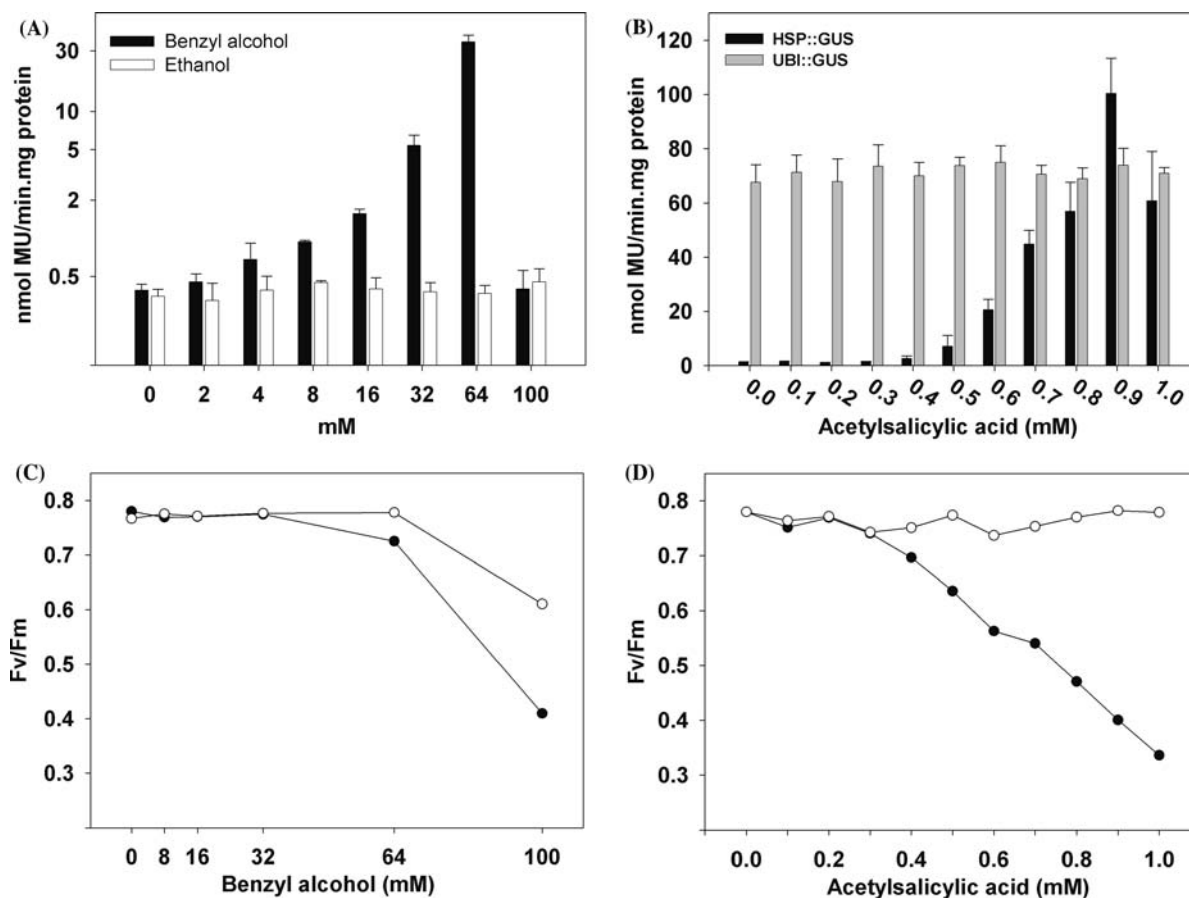 (A)
Benzyl alcohol
Ethanol
nmol MU/min.mg protein
30
10
5
2
0.5
0 2 4 8 16 32 64 100
mM
(B)
HSP::GUS
UBI::GUS
nmol MU/min.mg protein
120
100
80
60
40
20
0
0.0 0.1 0.2 0.3 0.4 0.5 0.6 0.7 0.8 0.9 1.0
Acetylsalicylic acid (mM)
(C)
Fv/Fm
0.8
0.7
0.6
0.5
0.4
0.3
0 8 16 32 64 100
Benzyl alcohol (mM)
(D)
Fv/Fm
0.8
0.7
0.6
0.5
0.4
0.3
0.0 0.2 0.4 0.6 0.8 1.0
Acetylsalicylic acid (mM)